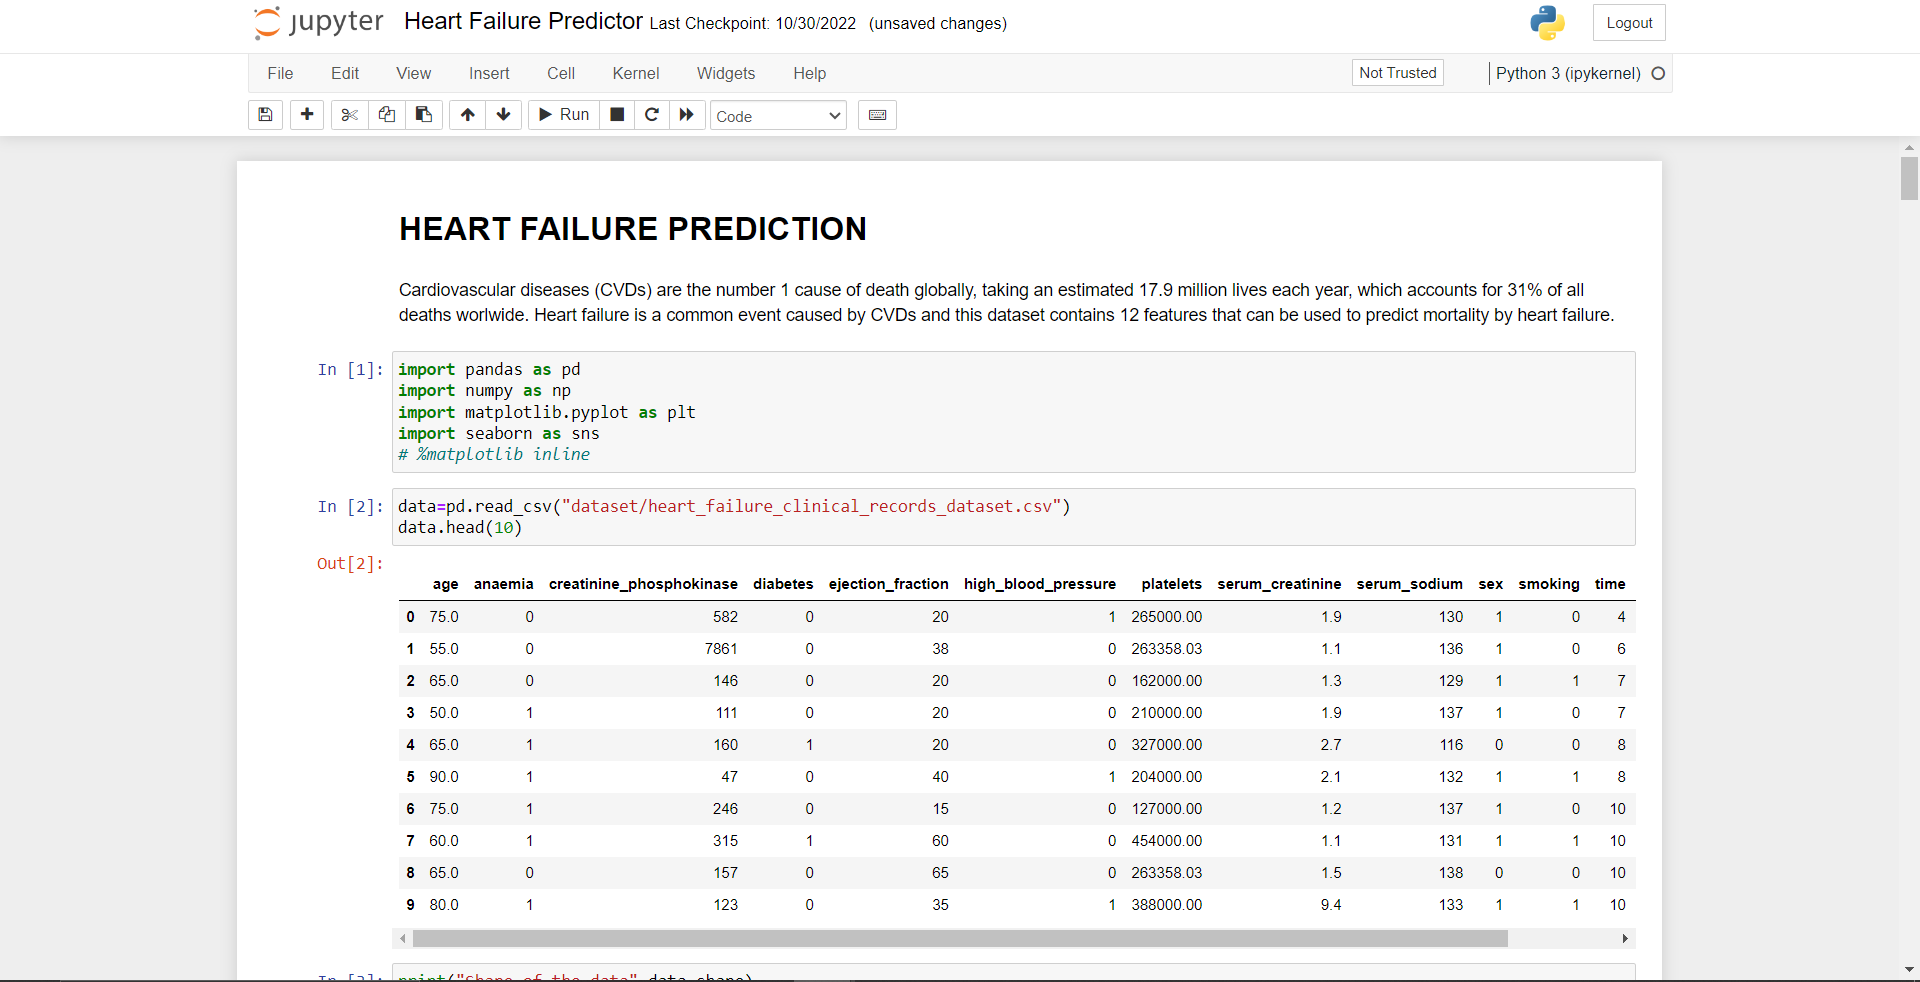 jupyter Heart Failure Predictor Last Checkpoint: 10/30/2022 (unsaved changes) Logout
File Edit View Insert Cell Kernel Widgets Help Not Trusted Python 3 (ipykernel)
Run Code
HEART FAILURE PREDICTION
Cardiovascular diseases (CVDs) are the number 1 cause of death globally, taking an estimated 17.9 million lives each year, which accounts for 31% of all
deaths worlwide. Heart failure is a common event caused by CVDs and this dataset contains 12 features that can be used to predict mortality by heart failure.
In [1]: import pandas as pd
import numpy as np
import matplotlib.pyplot as plt
import seaborn as sns
# %matplotlib inline
In [2]: data=pd.read_csv("dataset/heart_failure_clinical_records_dataset.csv")
data.head(10)
Out[2]:
age anaemia creatinine_phosphokinase diabetes ejection_fraction high_blood_pressure platelets serum_creatinine serum_sodium sex smoking time
0 75.0 0 582 0 20 1 265000.00 1.9 130 1 0 4
1 55.0 0 7861 0 38 0 263358.03 1.1 136 1 0 6
2 65.0 0 146 0 20 0 162000.00 1.3 129 1 1 7
3 50.0 1 111 0 20 0 210000.00 1.9 137 1 0 7
4 65.0 1 160 1 20 0 327000.00 2.7 116 0 0 8
5 90.0 1 47 0 40 1 204000.00 2.1 132 1 1 8
6 75.0 1 246 0 15 0 127000.00 1.2 137 1 0 10
7 60.0 1 315 1 60 0 454000.00 1.1 131 1 1 10
8 65.0 0 157 0 65 0 263358.03 1.5 138 0 0 10
9 80.0 1 123 0 35 1 388000.00 9.4 133 1 1 10
In [3]: print("Shape of the data",data.shape)